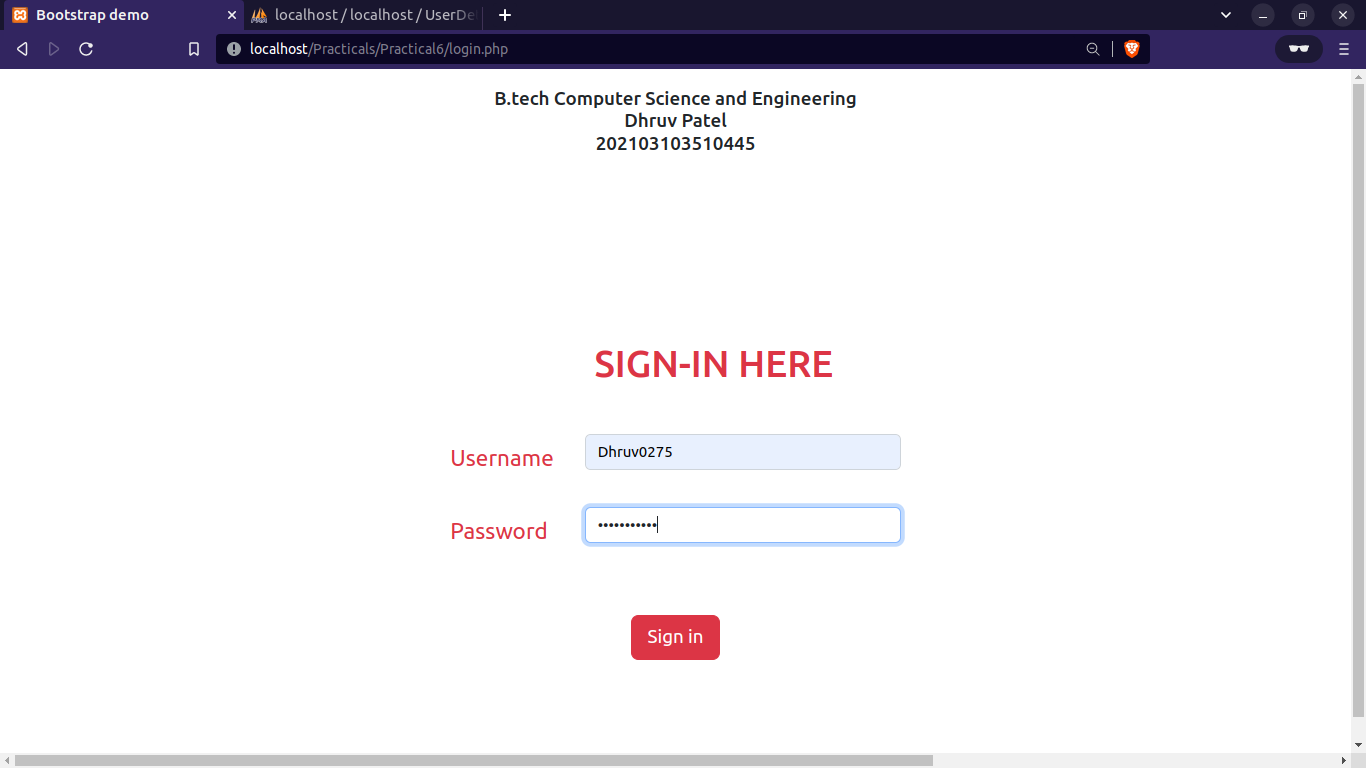 Bootstrap demo
localhost / localhost / UserDe
localhost/Practicals/Practical6/login.php
B.tech Computer Science and Engineering
Dhruv Patel
202103103510445
SIGN-IN HERE
Username
Dhruv0275
Password
•••••••••••
Sign in